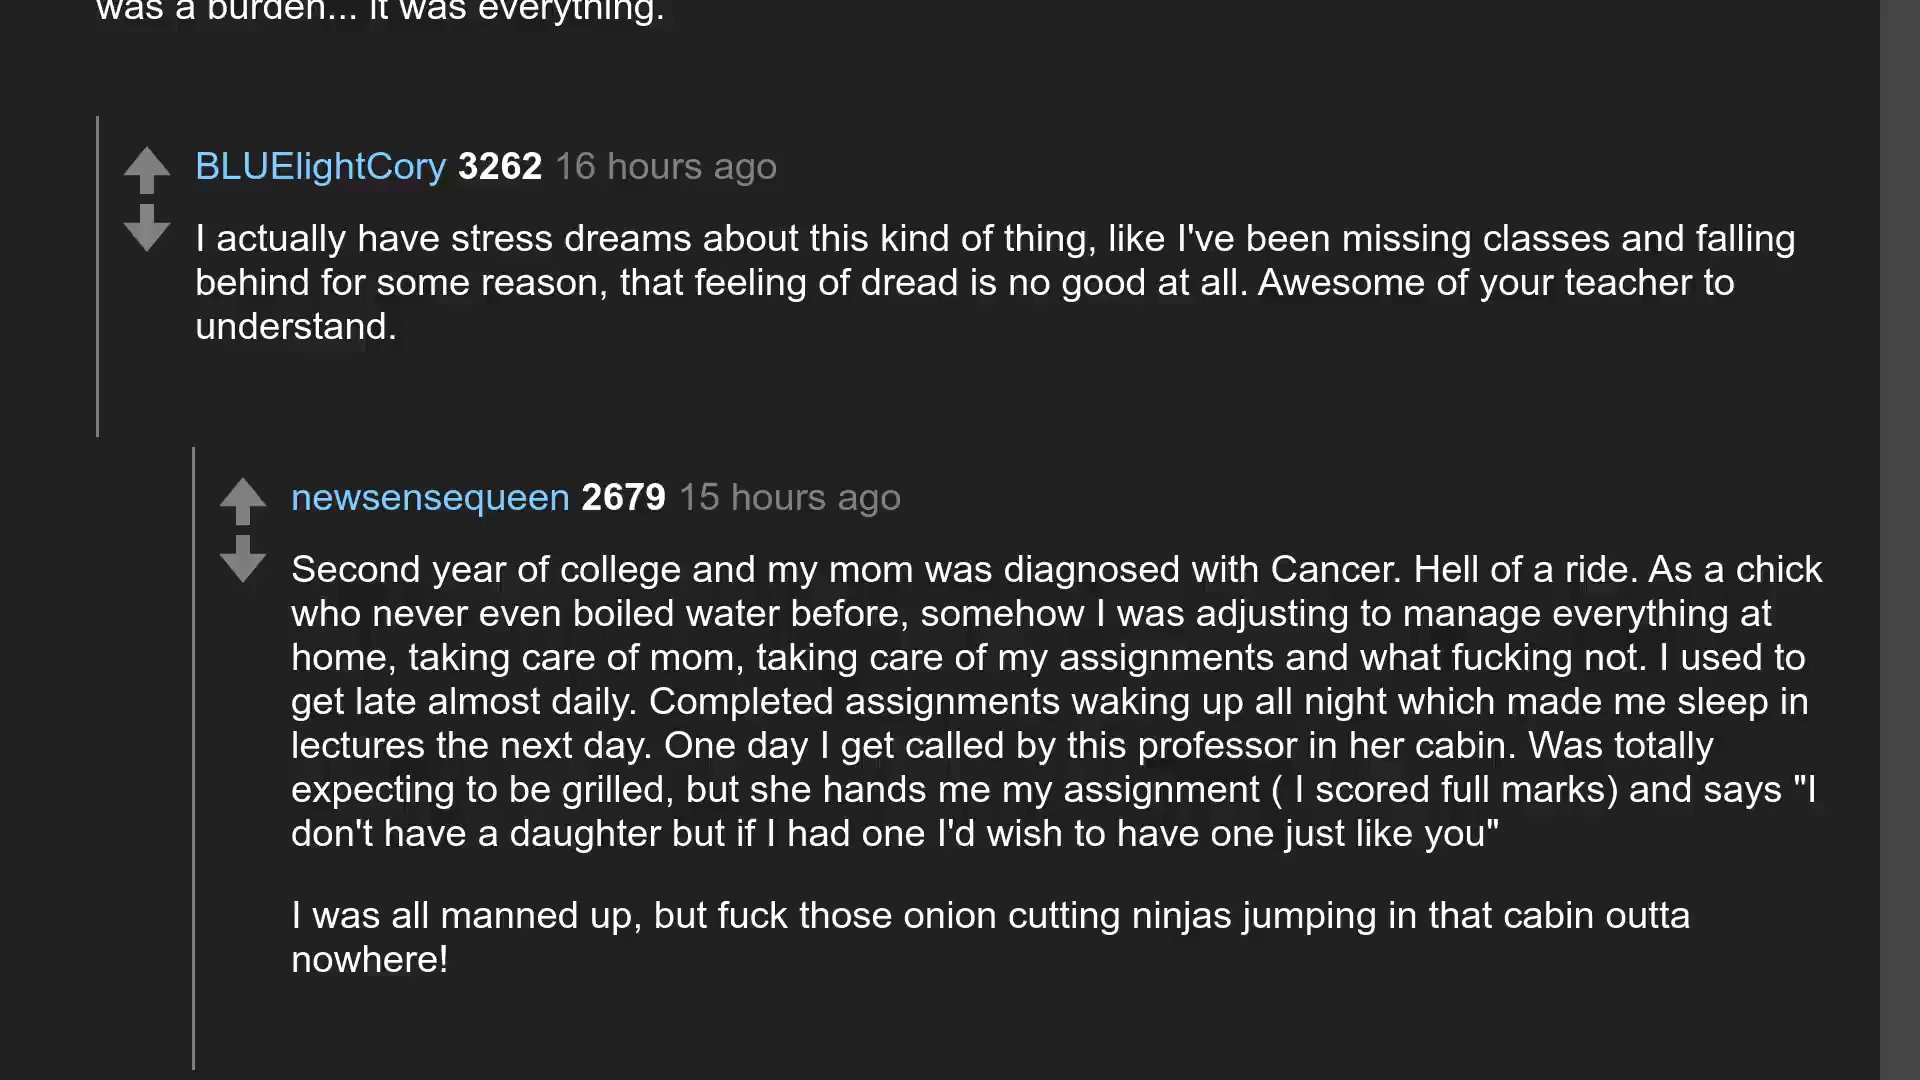 was a burden... it was everything.
BLUElightCory 3262 16 hours ago
I actually have stress dreams about this kind of thing, like I've been missing classes and falling
behind for some reason, that feeling of dread is no good at all. Awesome of your teacher to
understand.
newsensequeen 2679 15 hours ago
Second year of college and my mom was diagnosed with Cancer. Hell of a ride. As a chick
who never even boiled water before, somehow I was adjusting to manage everything at
home, taking care of mom, taking care of my assignments and what fucking not. I used to
get late almost daily. Completed assignments waking up all night which made me sleep in
lectures the next day. One day I get called by this professor in her cabin. Was totally
expecting to be grilled, but she hands me my assignment ( I scored full marks) and says "I
don't have a daughter but if I had one I'd wish to have one just like you"
I was all manned up, but fuck those onion cutting ninjas jumping in that cabin outta
nowhere!